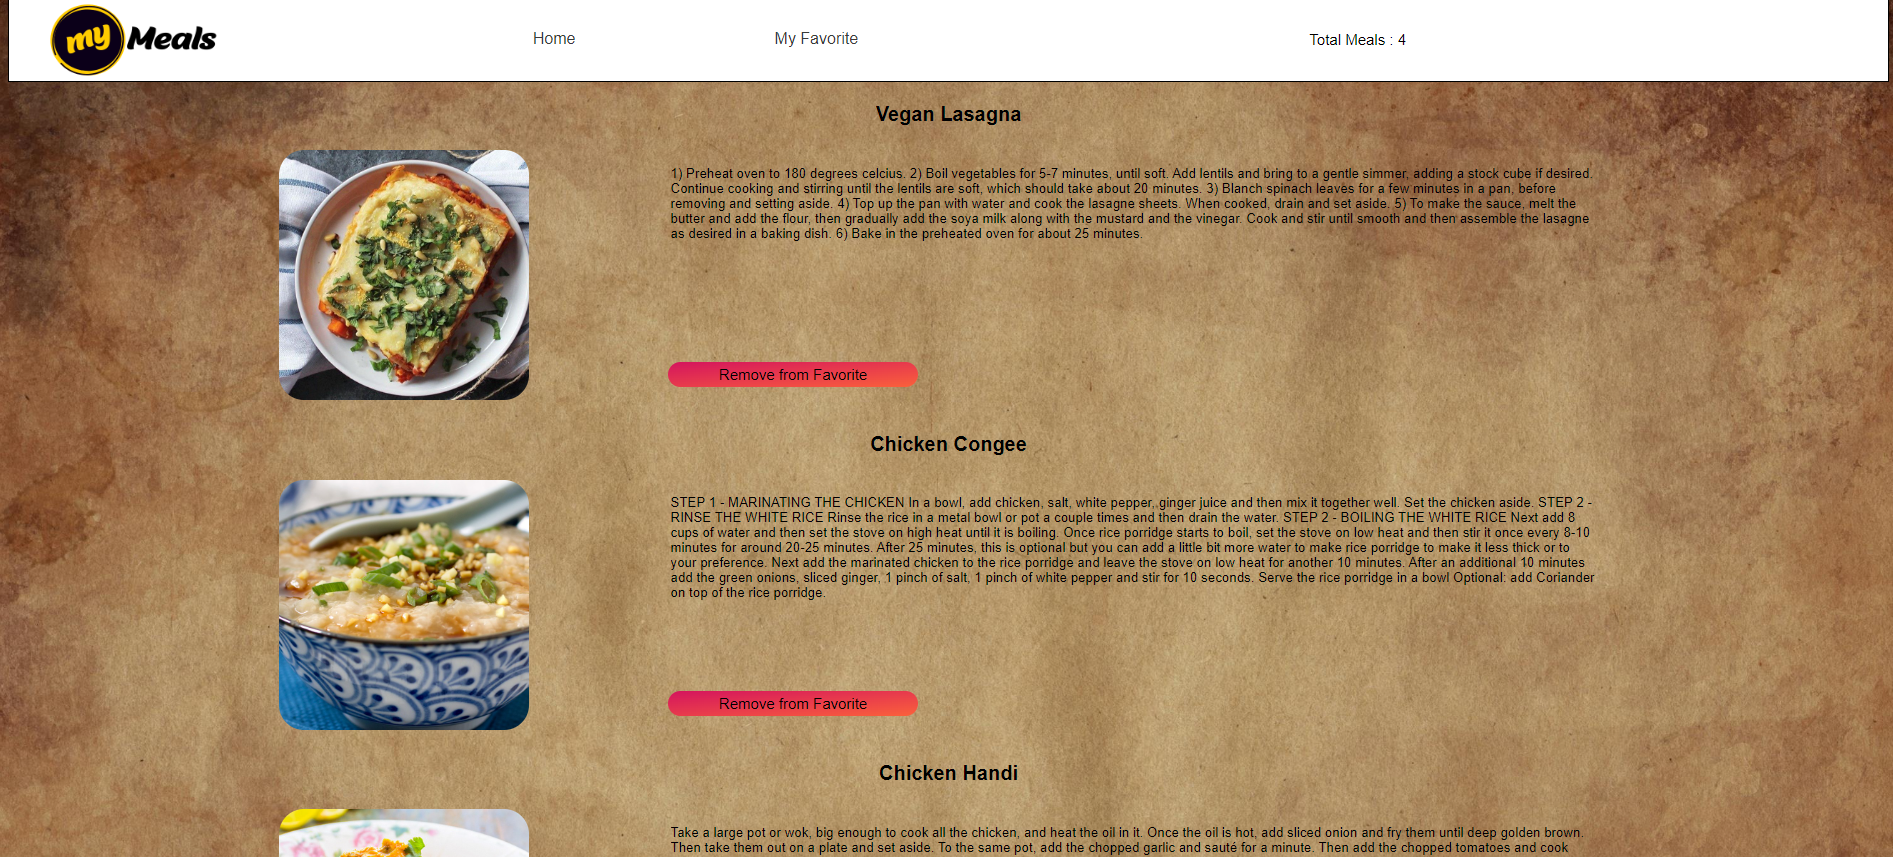 my Meals
Home
My Favorite
Total Meals : 4
Vegan Lasagna
1) Preheat oven to 180 degrees celcius. 2) Boil vegetables for 5-7 minutes, until soft. Add lentils and bring to a gentle simmer, adding a stock cube if desired.
Continue cooking and stirring until the lentils are soft, which should take about 20 minutes. 3) Blanch spinach leaves for a few minutes in a pan, before
removing and setting aside. 4) Top up the pan with water and cook the lasagne sheets. When cooked, drain and set aside. 5) To make the sauce, melt the
butter and add the flour, then gradually add the soya milk along with the mustard and the vinegar. Cook and stir until smooth and then assemble the lasagne
as desired in a baking dish. 6) Bake in the preheated oven for about 25 minutes.
Remove from Favorite
Chicken Congee
STEP 1 - MARINATING THE CHICKEN In a bowl, add chicken, salt, white pepper, ginger juice and then mix it together well. Set the chicken aside. STEP 2 -
RINSE THE WHITE RICE Rinse the rice in a metal bowl or pot a couple times and then drain the water. STEP 2 - BOILING THE WHITE RICE Next add 8
cups of water and then set the stove on high heat until it is boiling. Once rice porridge starts to boil, set the stove on low heat and then stir it once every 8-10
minutes for around 20-25 minutes. After 25 minutes, this is optional but you can add a little bit more water to make rice porridge to make it less thick or to
your preference. Next add the marinated chicken to the rice porridge and leave the stove on low heat for another 10 minutes. After an additional 10 minutes
add the green onions, sliced ginger, 1 pinch of salt, 1 pinch of white pepper and stir for 10 seconds. Serve the rice porridge in a bowl Optional: add Coriander
on top of the rice porridge.
Remove from Favorite
Chicken Handi
Take a large pot or wok, big enough to cook all the chicken, and heat the oil in it. Once the oil is hot, add sliced onion and fry them until deep golden brown.
Then take them out on a plate and set aside. To the same pot, add the chopped garlic and sauté for a minute. Then add the chopped tomatoes and cook